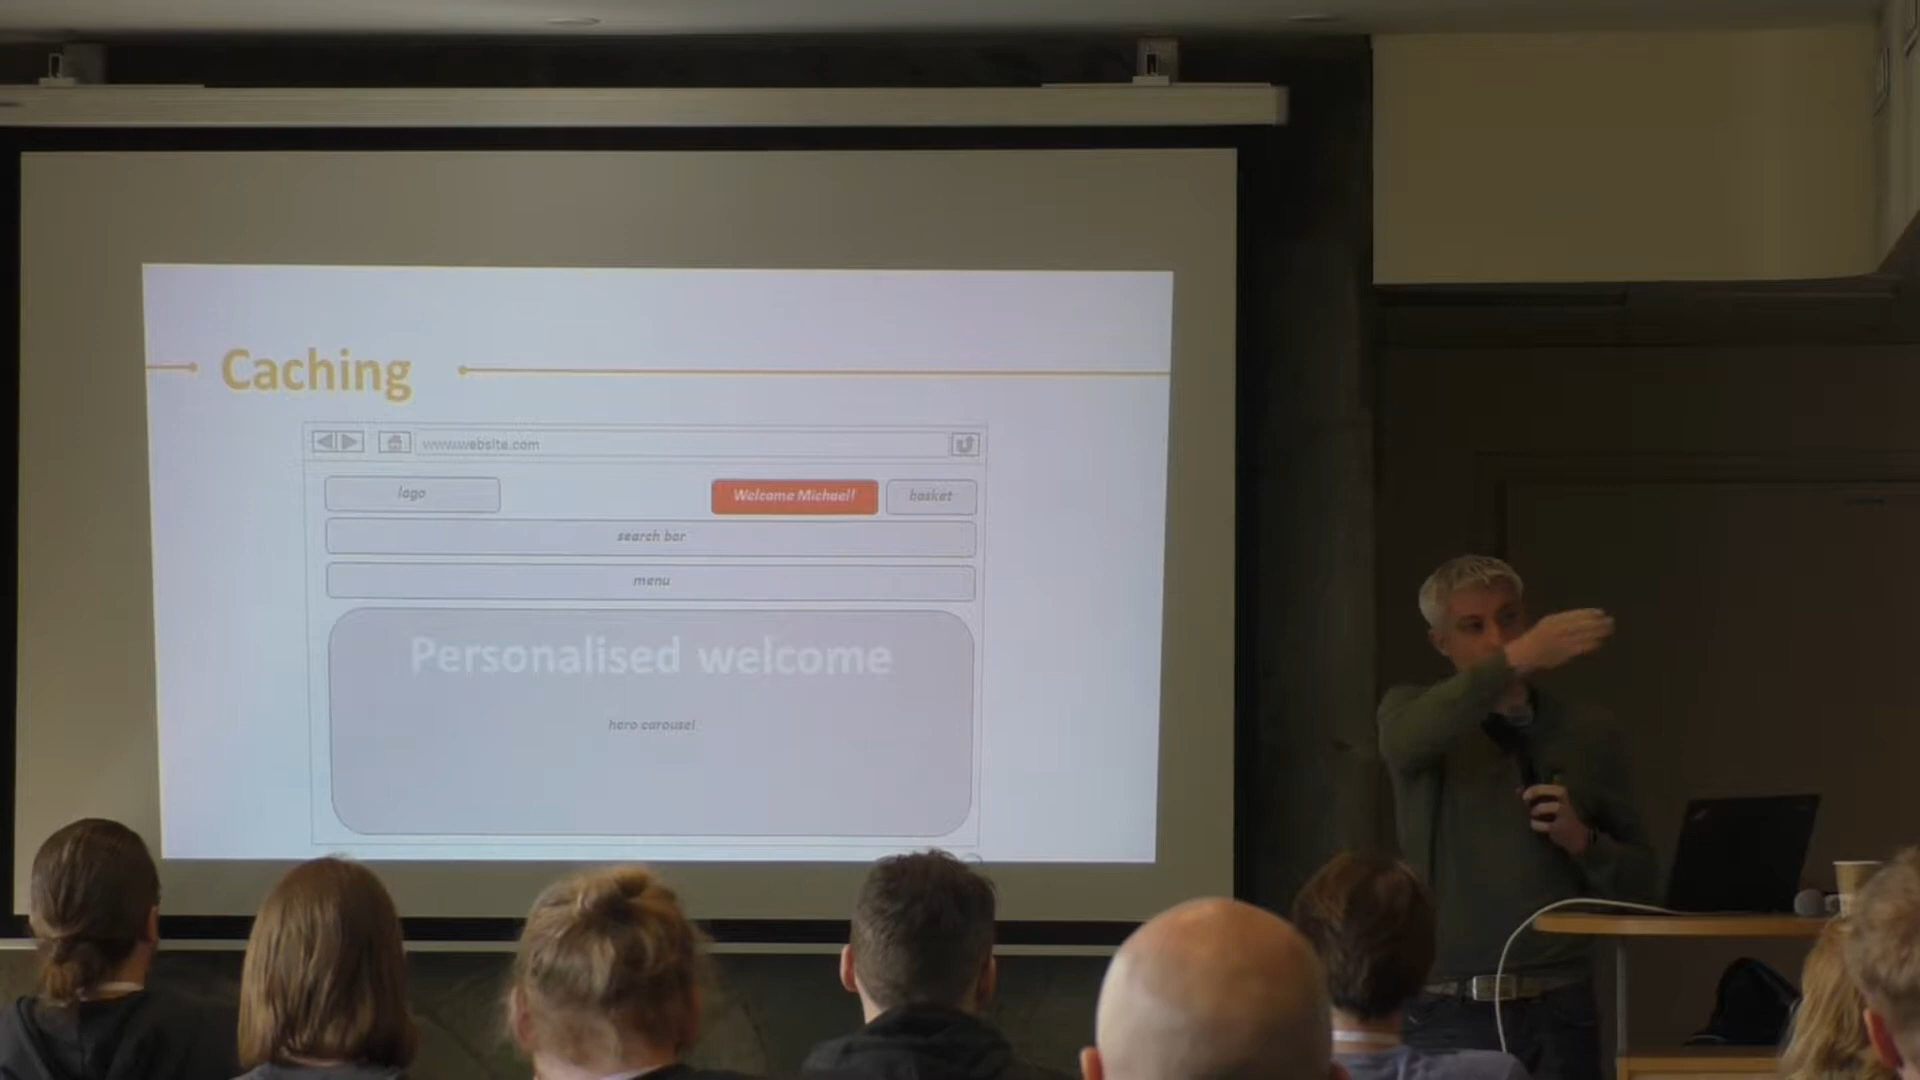 Caching
www.website.com
logo
Welcome Michael!
basket
search bar
menu
Personalised welcome
hero carousel